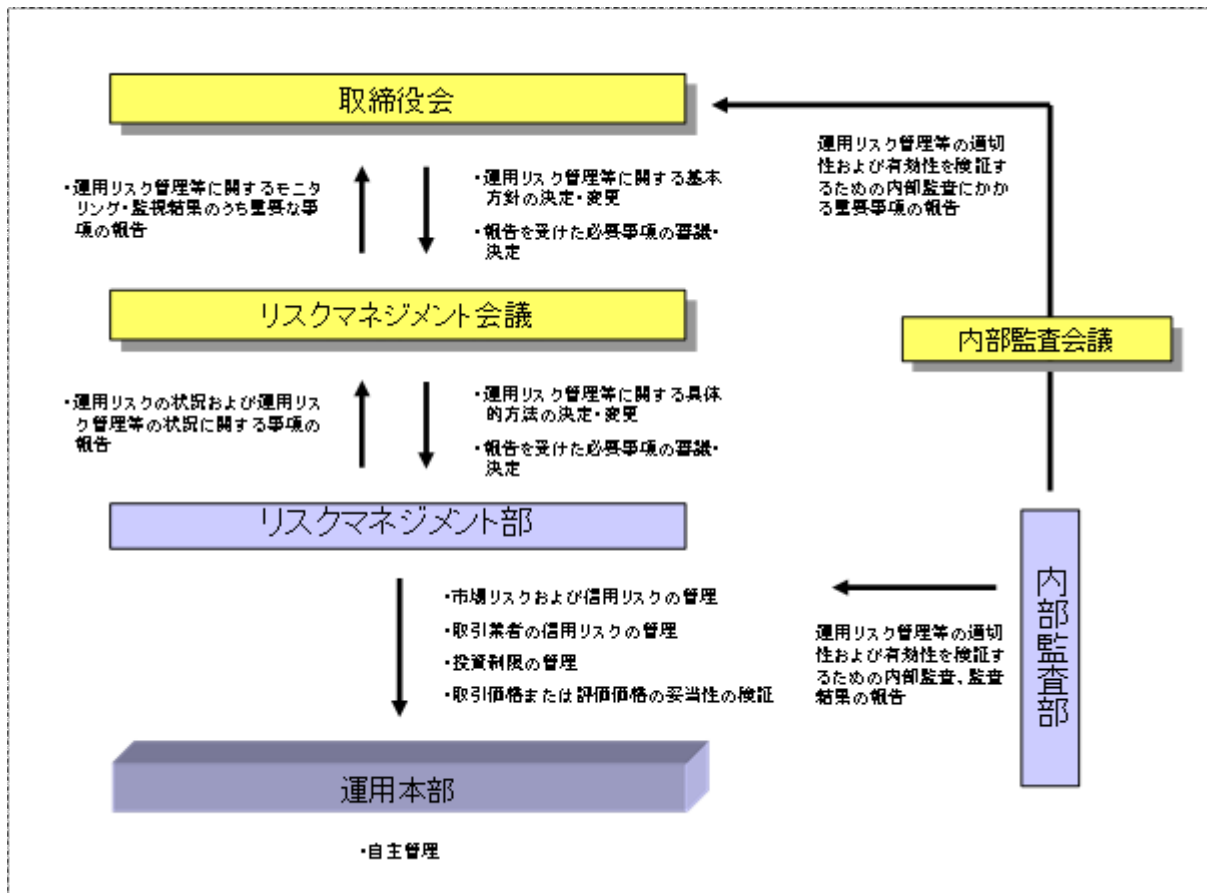 取締役会
・運用リスク管理等に関するモニ
タリング・監視結果のうち重要な事
項の報告
・運用リスク管理等に関する基本
方針の決定・変更
・報告を受けた必要事項の審議・
決定
運用リスク管理等の適切
性および有効性を検証す
るための内部監査にかか
る重要事項の報告
リスクマネジメント会議
内部監査会議
・運用リスクの状況および運用リス
ク管理等の状況に関する事項の
報告
・運用リスク管理等に関する具体
的方法の決定・変更
・報告を受けた必要事項の審議・
決定
リスクマネジメント部
・市場リスクおよび信用リスクの管理
・取引業者の信用リスクの管理
・投資制限の管理
・取引価格または評価価格の妥当性の検証
運用リスク管理等の適切
性および有効性を検証す
るための内部監査、監査
結果の報告
内部監査部
運用本部
・自主管理